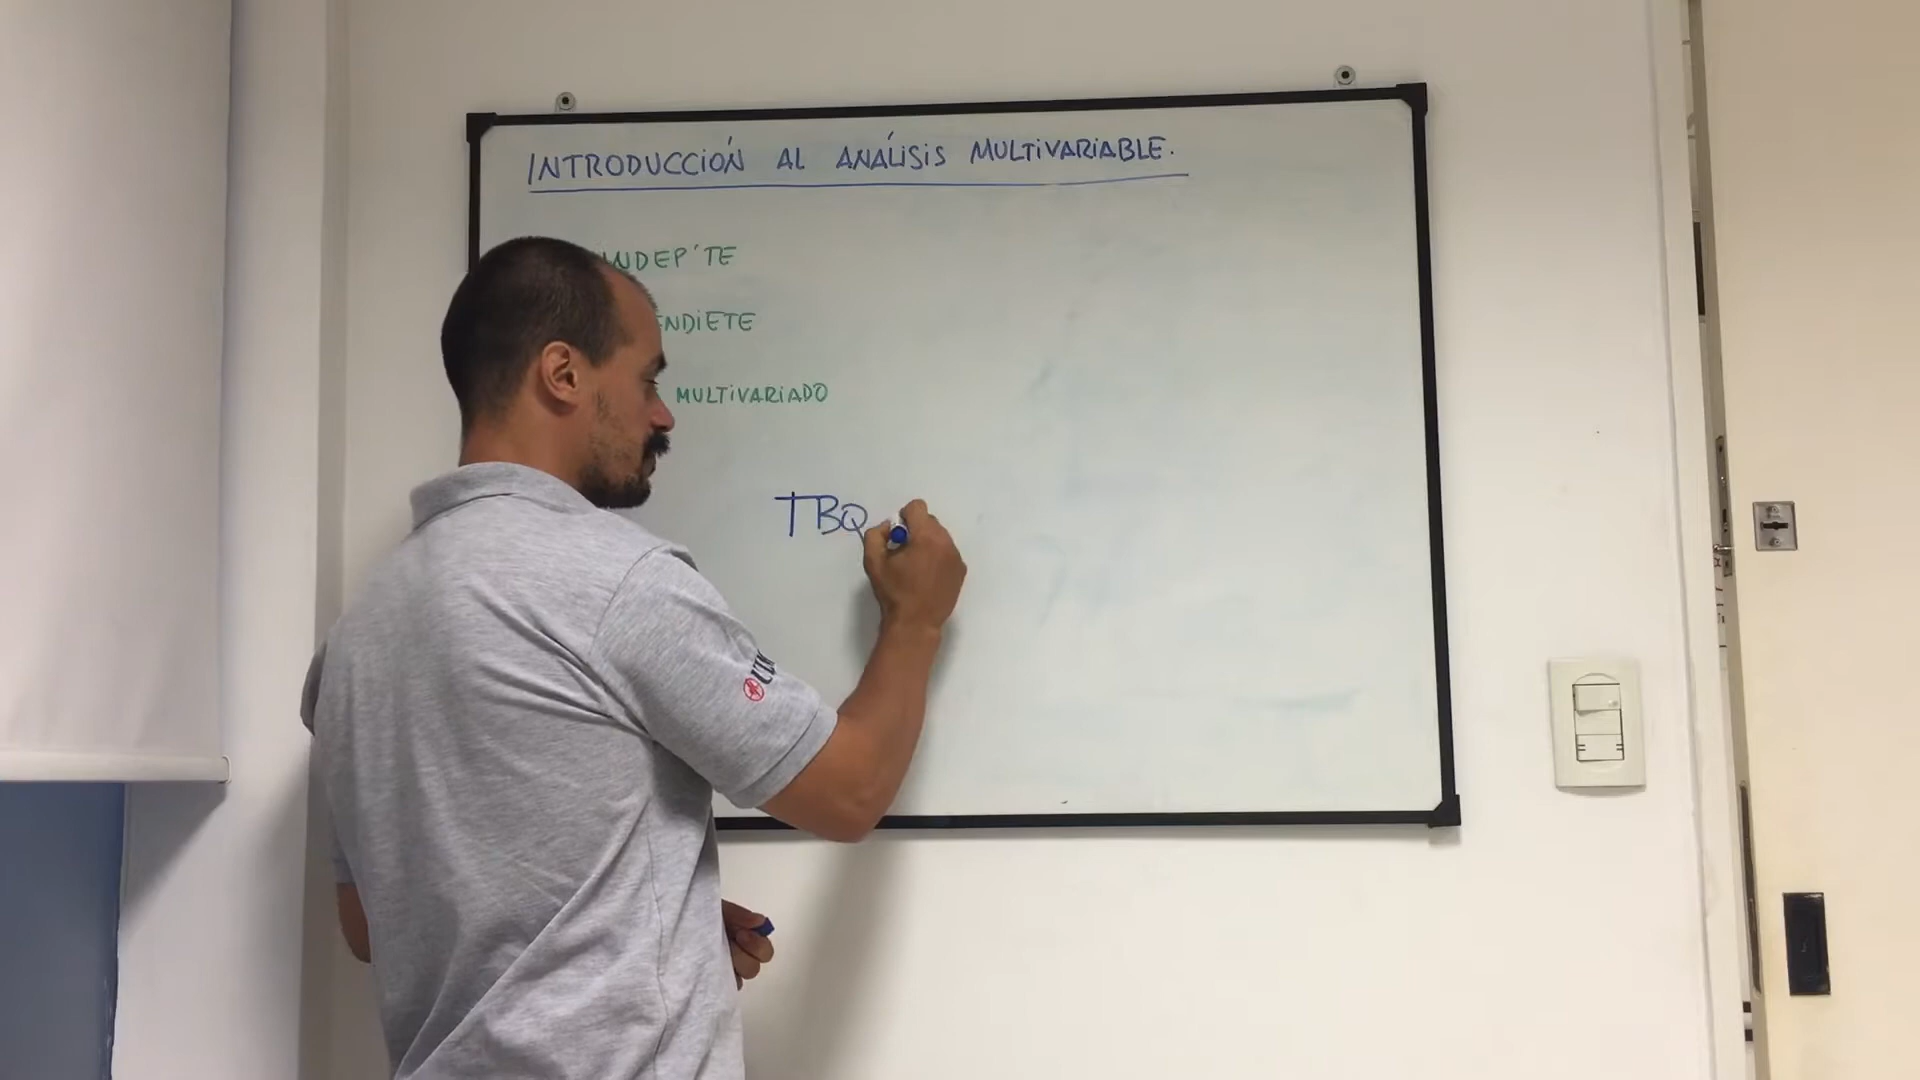 INTRODUCCIÓN AL ANÁLISIS MULTIVARIABLE.
INDEP'TE
ENDIETE
MULTIVARIADO
TBQ